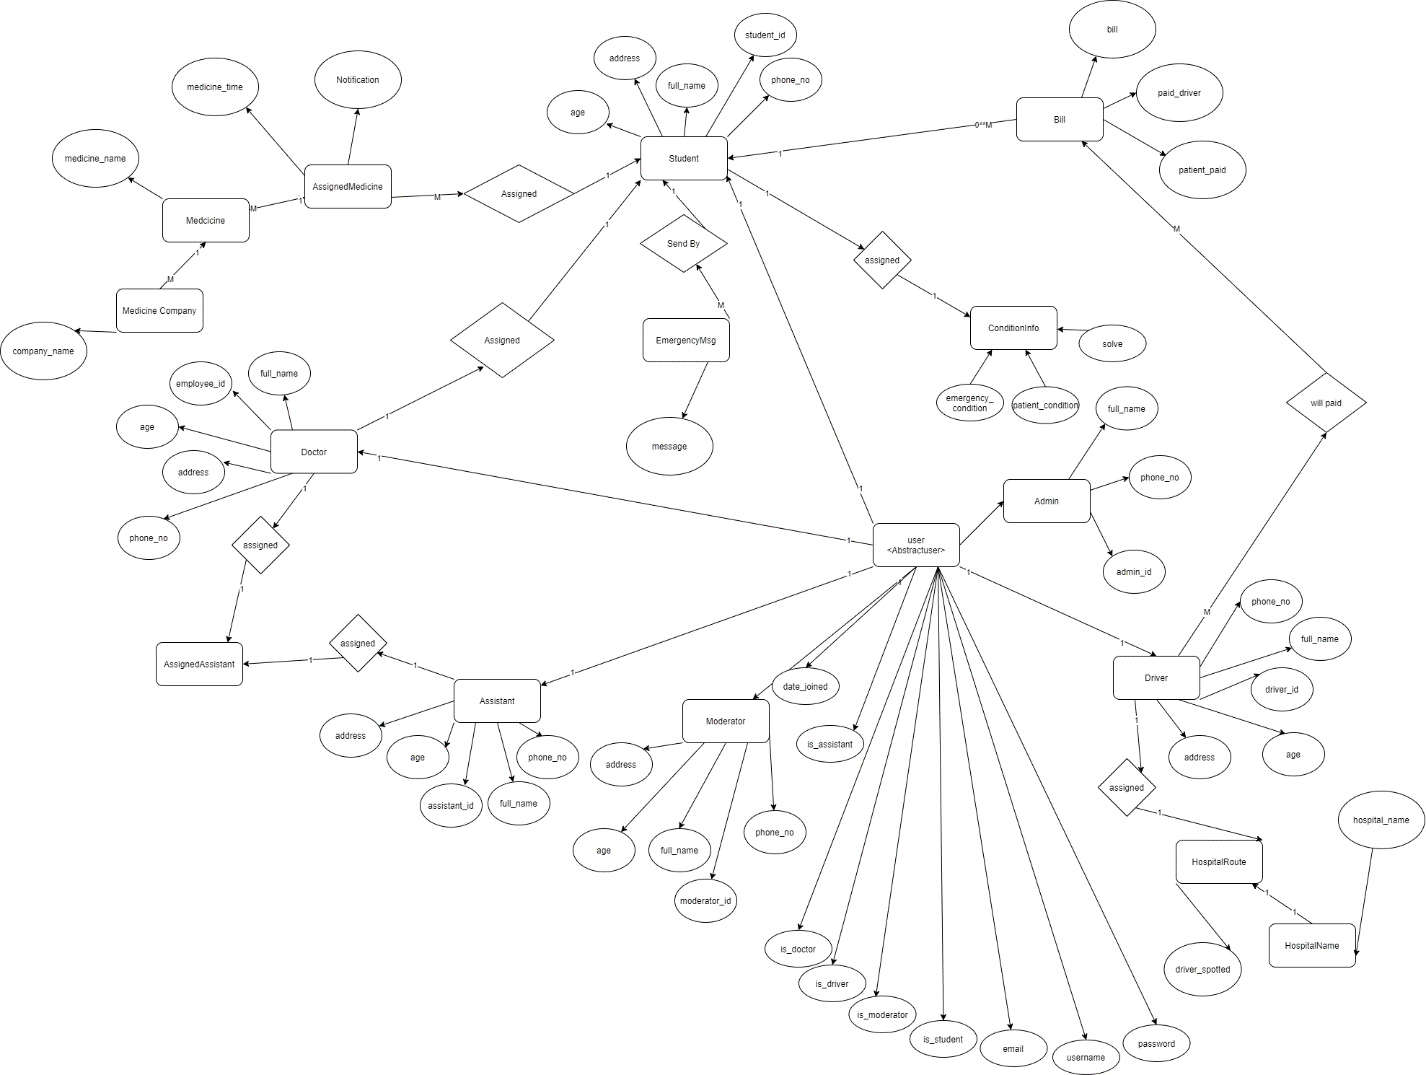 bill
student_id
address
full_name
phone_no
Notification
medicine_time
paid_driver
age
Bill
0**M
1
patient_paid
medicine_name
Student
AssignedMedicine
M
1
M
Assigned
1
1
1
1
Medcicine
1
M
Send By
assigned
1
M
Medicine Company
1
M
ConditionInfo
solve
EmergencyMsg
Assigned
company_name
full_name
employee_id
emergency_
condition
patient_condition
will paid
full_name
1
age
message
Doctor
1
address
phone_no
1
1
Admin
phone_no
assigned
user
<Abstractuser>
1
admin_id
1
1
1
1
phone_no
M
full_name
1
assigned
AssignedAssistant
1
1
1
Driver
driver_id
date_joined
Assistant
Moderator
1
address
is_assistant
age
phone_no
address
address
age
assigned
assistant_id
full_name
1
hospital_name
phone_no
age
full_name
HospitalRoute
moderator_id
1
1
is_doctor
HospitalName
is_driver
driver_spotted
is_moderator
is_student
email
username
password